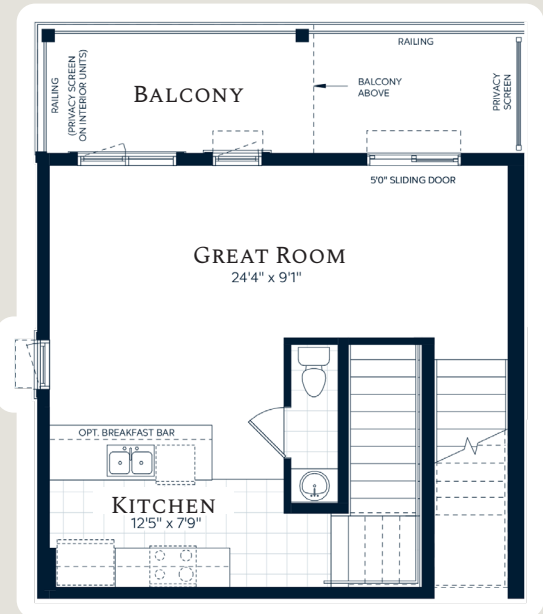 RAILING
RAILING
(PRIVACY SCREEN
ON INTERIOR UNITS)
BALCONY
BALCONY
ABOVE
PRIVACY
SCREEN
5'0" SLIDING DOOR
GREAT ROOM
24'4" x 9'1"
OPT. BREAKFAST BAR
KITCHEN
12'5" x 7'9"